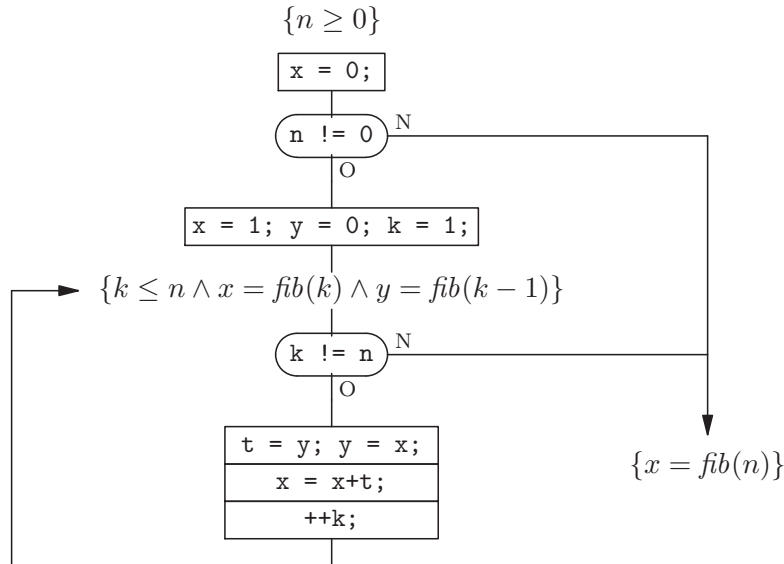 {n ≥ 0}
x = 0;
n != 0
N
O
x = 1; y = 0; k = 1;
{k ≤ n ∧ x = fib(k) ∧ y = fib(k − 1)}
k != n
N
O
t = y; y = x;
x = x+t;
++k;
{x = fib(n)}